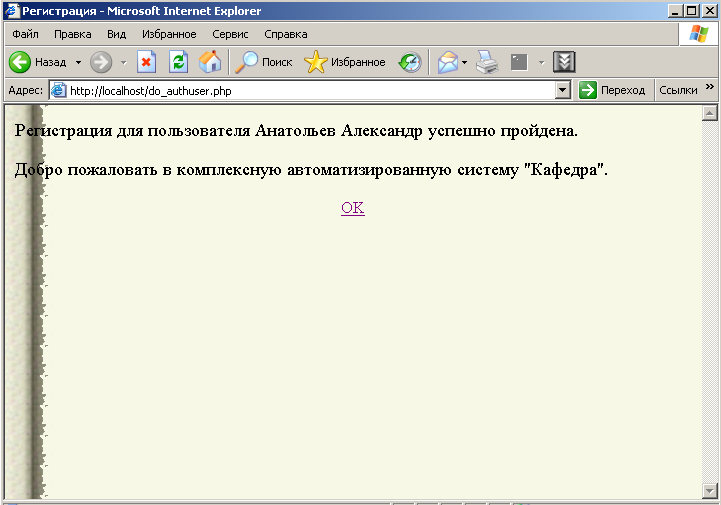 Регистрация - Microsoft Internet Explorer
Файл Правка Вид Избранное Сервис Справка
Назад Поиск Избранное
Адрес: http://localhost/do_authuser.php Переход Ссылки »
Регистрация для пользователя Анатольев Александр успешно пройдена.
Добро пожаловать в комплексную автоматизированную систему "Кафедра".
OK